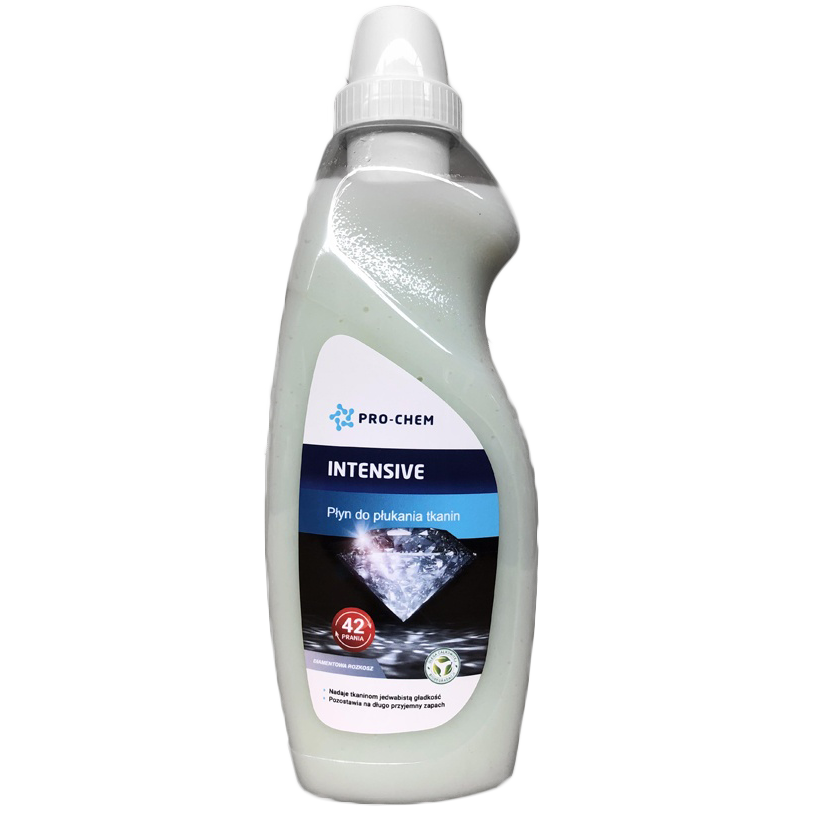 PRO-CHEM
INTENSIVE
Płyn do płukania tkanin
42
PRANIA
DIAMENTOWA ROZKOSZ
Nadaje tkaninom jedwabistą gładkość
Pozostawia na długo przyjemny zapach